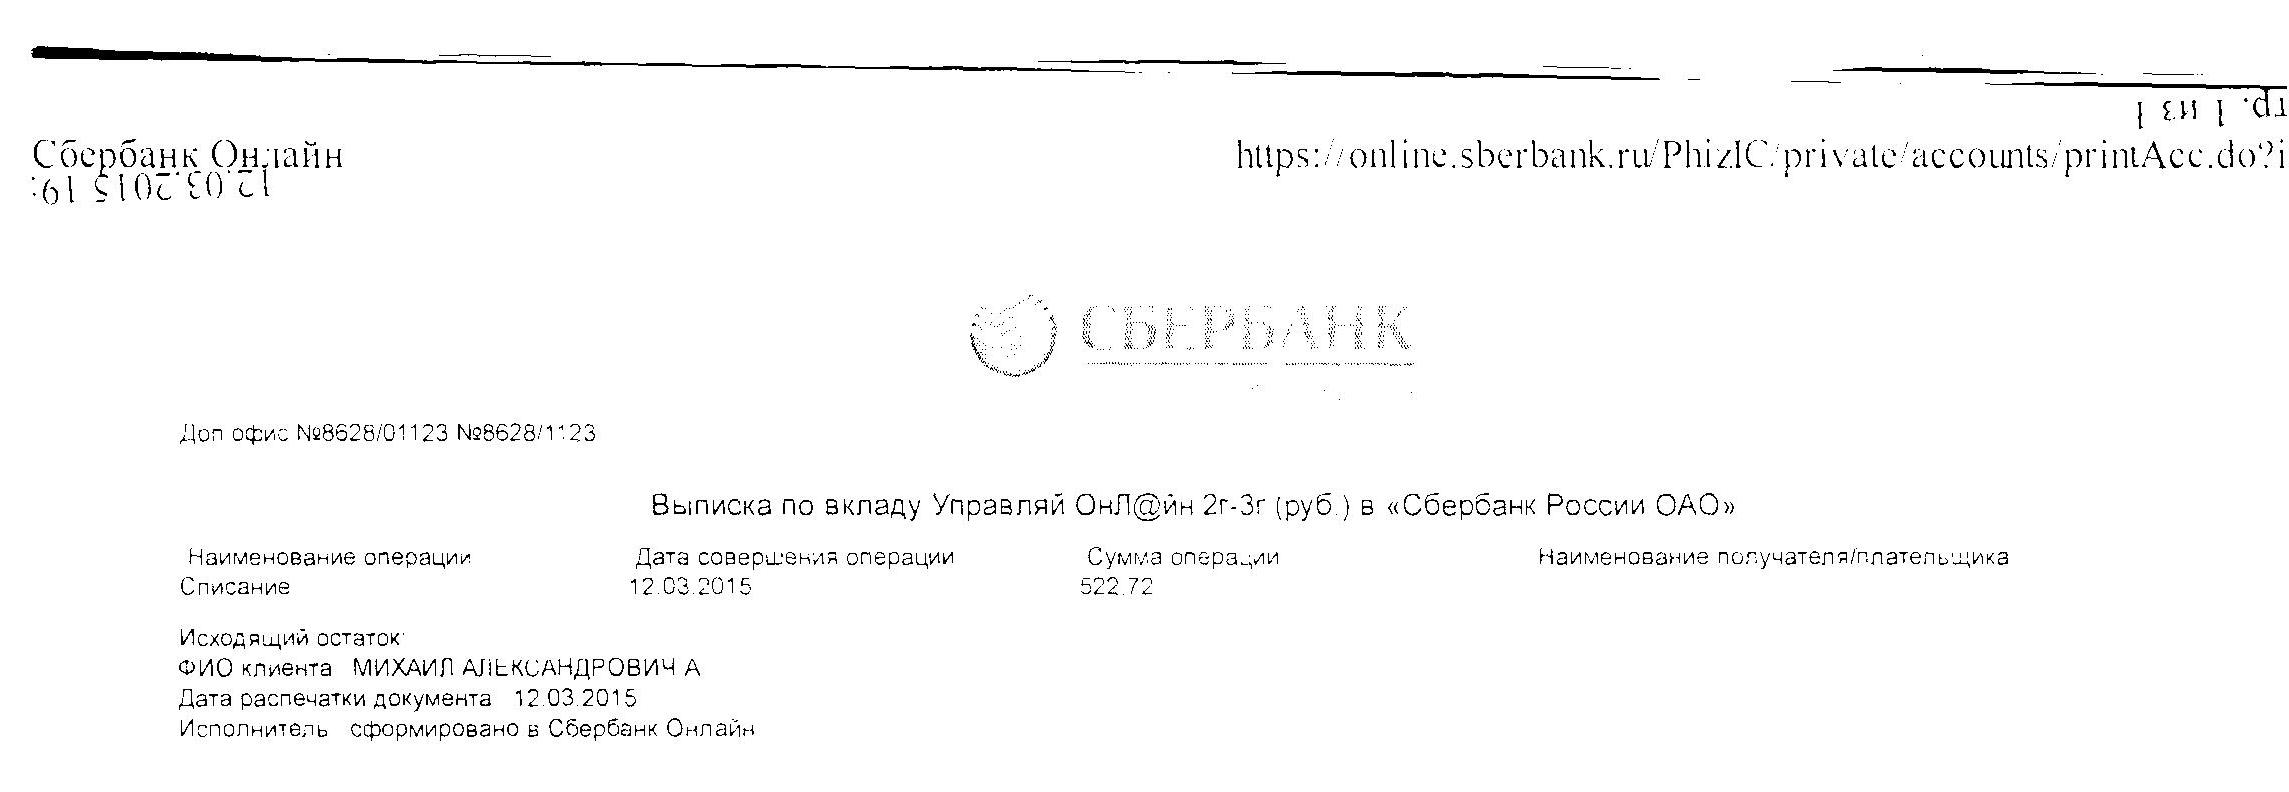 тр. 1 из 1
Сбербанк Онлайн https://online.sberbank.ru/PhizIC/private/accounts/printAcc.do?i
12.03.2015 19:
СБЕРБАНК
Доп офис №8628/01123 №8628/1123
Выписка по вкладу Управляй ОнЛ@йн 2г-3г (руб.) в «Сбербанк России ОАО»
Наименование операции Дата совершения операции Сумма операции Наименование получателя/плательщика
Списание 12.03.2015 522.72
Исходящий остаток:
ФИО клиента МИХАИЛ АЛЕКСАНДРОВИЧ А
Дата распечатки документа 12.03.2015
Исполнитель сформировано в Сбербанк Онлайн